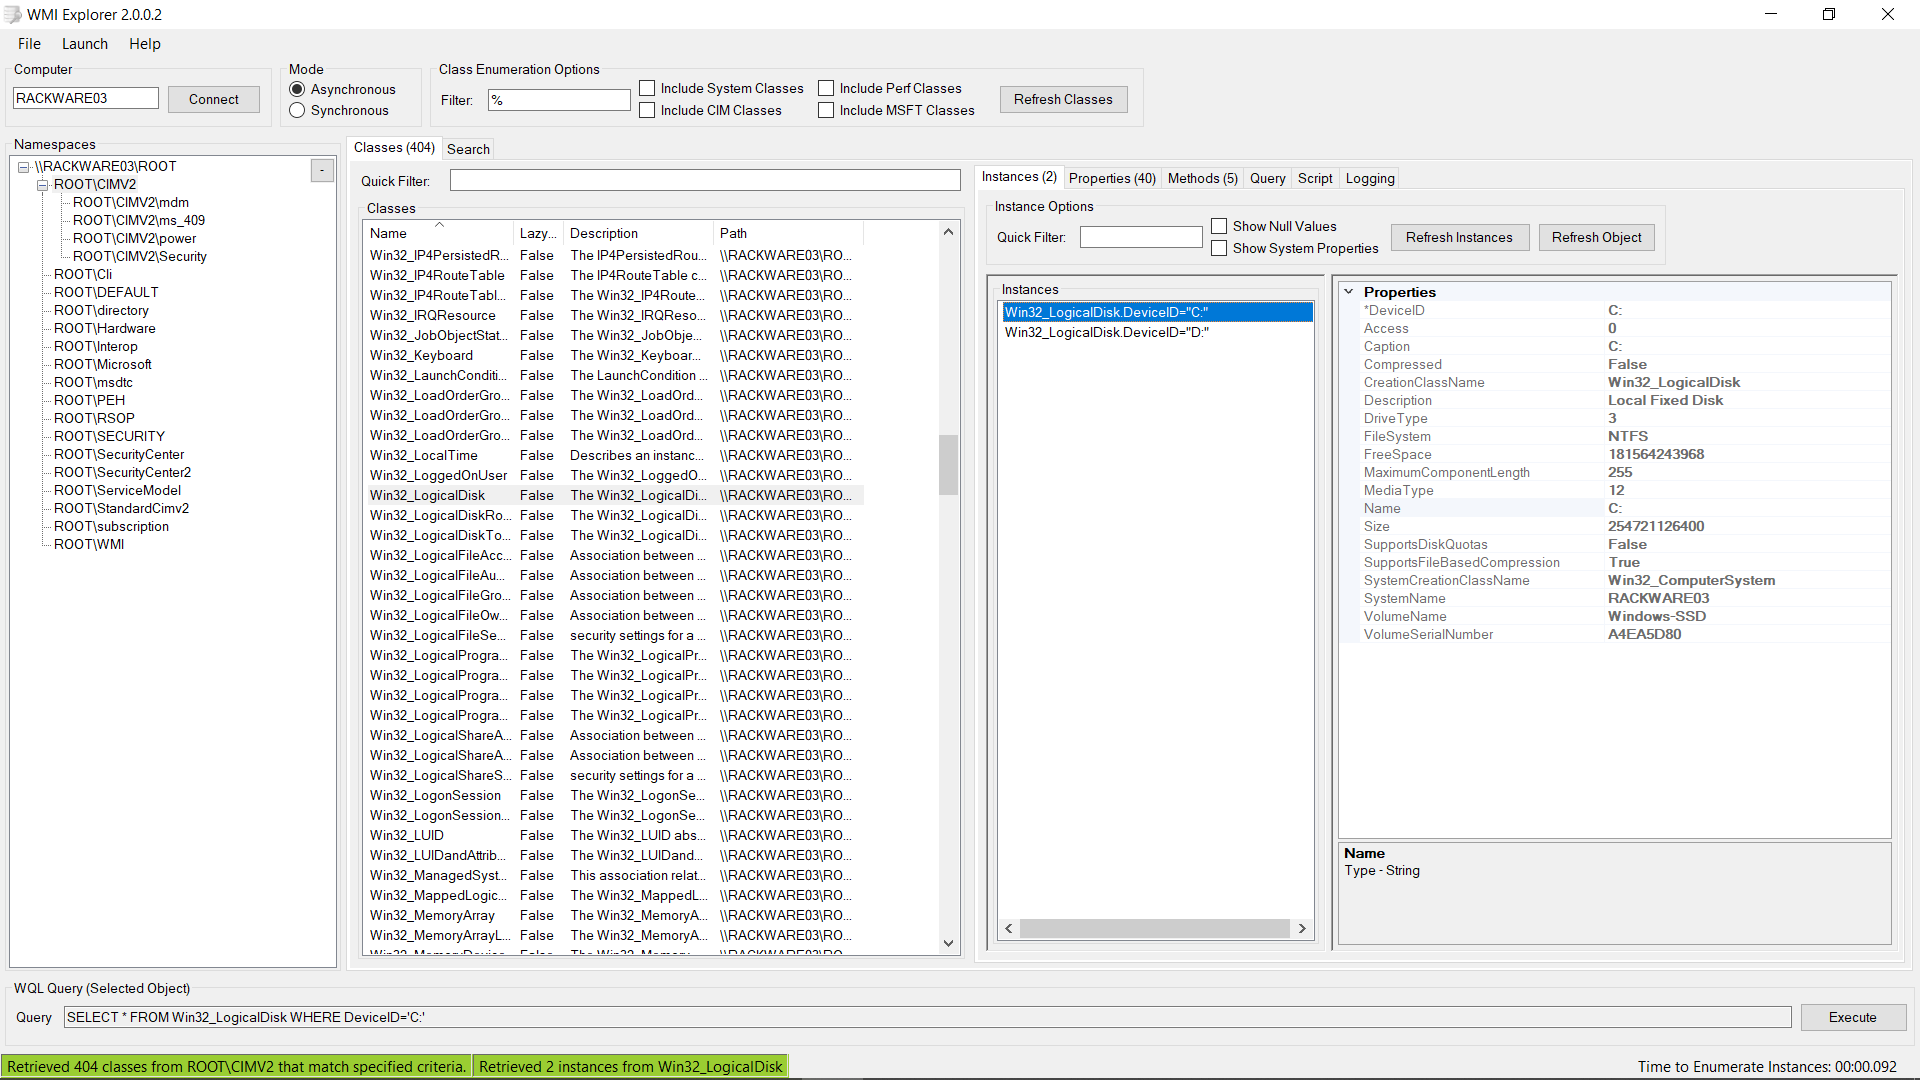 WMI Explorer 2.0.0.2
File Launch Help
Computer
RACKWARE03 Connect
Mode
Asynchronous
Synchronous
Class Enumeration Options
Filter: %
Include System Classes Include Perf Classes
Include CIM Classes Include MSFT Classes
Refresh Classes
Namespaces
-
\\RACKWARE03\ROOT
ROOT\CIMV2
ROOT\CIMV2\mdm
ROOT\CIMV2\ms_409
ROOT\CIMV2\power
ROOT\CIMV2\Security
ROOT\Cli
ROOT\DEFAULT
ROOT\directory
ROOT\Hardware
ROOT\Interop
ROOT\Microsoft
ROOT\msdtc
ROOT\PEH
ROOT\RSOP
ROOT\SECURITY
ROOT\SecurityCenter
ROOT\SecurityCenter2
ROOT\ServiceModel
ROOT\StandardCimv2
ROOT\subscription
ROOT\WMI
Classes (404) Search
Quick Filter:
Classes
Name Lazy... Description Path
Win32_IP4PersistedR... False The IP4PersistedRou... \\RACKWARE03\RO...
Win32_IP4RouteTable False The IP4RouteTable c... \\RACKWARE03\RO...
Win32_IP4RouteTabl... False The Win32_IP4Route... \\RACKWARE03\RO...
Win32_IRQResource False The Win32_IRQReso... \\RACKWARE03\RO...
Win32_JobObjectStat... False The Win32_JobObje... \\RACKWARE03\RO...
Win32_Keyboard False The Win32_Keyboar... \\RACKWARE03\RO...
Win32_LaunchConditi... False The LaunchCondition ... \\RACKWARE03\RO...
Win32_LoadOrderGro... False The Win32_LoadOrd... \\RACKWARE03\RO...
Win32_LoadOrderGro... False The Win32_LoadOrd... \\RACKWARE03\RO...
Win32_LoadOrderGro... False The Win32_LoadOrd... \\RACKWARE03\RO...
Win32_LocalTime False Describes an instanc... \\RACKWARE03\RO...
Win32_LoggedOnUser False The Win32_LoggedO... \\RACKWARE03\RO...
Win32_LogicalDisk False The Win32_LogicalDi... \\RACKWARE03\RO...
Win32_LogicalDiskRo... False The Win32_LogicalDi... \\RACKWARE03\RO...
Win32_LogicalDiskTo... False The Win32_LogicalDi... \\RACKWARE03\RO...
Win32_LogicalFileAcc... False Association between ... \\RACKWARE03\RO...
Win32_LogicalFileAu... False Association between ... \\RACKWARE03\RO...
Win32_LogicalFileGro... False Association between ... \\RACKWARE03\RO...
Win32_LogicalFileOw... False Association between ... \\RACKWARE03\RO...
Win32_LogicalFileSe... False security settings for a ... \\RACKWARE03\RO...
Win32_LogicalProgra... False The Win32_LogicalPr... \\RACKWARE03\RO...
Win32_LogicalProgra... False The Win32_LogicalPr... \\RACKWARE03\RO...
Win32_LogicalProgra... False The Win32_LogicalPr... \\RACKWARE03\RO...
Win32_LogicalProgra... False The Win32_LogicalPr... \\RACKWARE03\RO...
Win32_LogicalShareA... False Association between ... \\RACKWARE03\RO...
Win32_LogicalShareA... False Association between ... \\RACKWARE03\RO...
Win32_LogicalShareS... False security settings for a ... \\RACKWARE03\RO...
Win32_LogonSession False The Win32_LogonSe... \\RACKWARE03\RO...
Win32_LogonSession... False The Win32_LogonSe... \\RACKWARE03\RO...
Win32_LUID False The Win32_LUID abs... \\RACKWARE03\RO...
Win32_LUIDandAttrib... False The Win32_LUIDand... \\RACKWARE03\RO...
Win32_ManagedSyst... False This association relat... \\RACKWARE03\RO...
Win32_MappedLogic... False The Win32_MappedL... \\RACKWARE03\RO...
Win32_MemoryArray False The Win32_MemoryA... \\RACKWARE03\RO...
Win32_MemoryArrayL... False The Win32_MemoryA... \\RACKWARE03\RO...
Instances (2) Properties (40) Methods (5) Query Script Logging
Instance Options
Quick Filter:
Show Null Values
Show System Properties
Refresh Instances Refresh Object
Instances
Win32_LogicalDisk.DeviceID="C:"
Win32_LogicalDisk.DeviceID="D:"
Properties
*DeviceID C:
Access 0
Caption C:
Compressed False
CreationClassName Win32_LogicalDisk
Description Local Fixed Disk
DriveType 3
FileSystem NTFS
FreeSpace 181564243968
MaximumComponentLength 255
MediaType 12
Name C:
Size 254721126400
SupportsDiskQuotas False
SupportsFileBasedCompression True
SystemCreationClassName Win32_ComputerSystem
SystemName RACKWARE03
VolumeName Windows-SSD
VolumeSerialNumber A4EA5D80
Name
Type - String
WQL Query (Selected Object)
Query SELECT * FROM Win32_LogicalDisk WHERE DeviceID='C:' Execute
Retrieved 404 classes from ROOT\CIMV2 that match specified criteria. Retrieved 2 instances from Win32_LogicalDisk Time to Enumerate Instances: 00:00.092